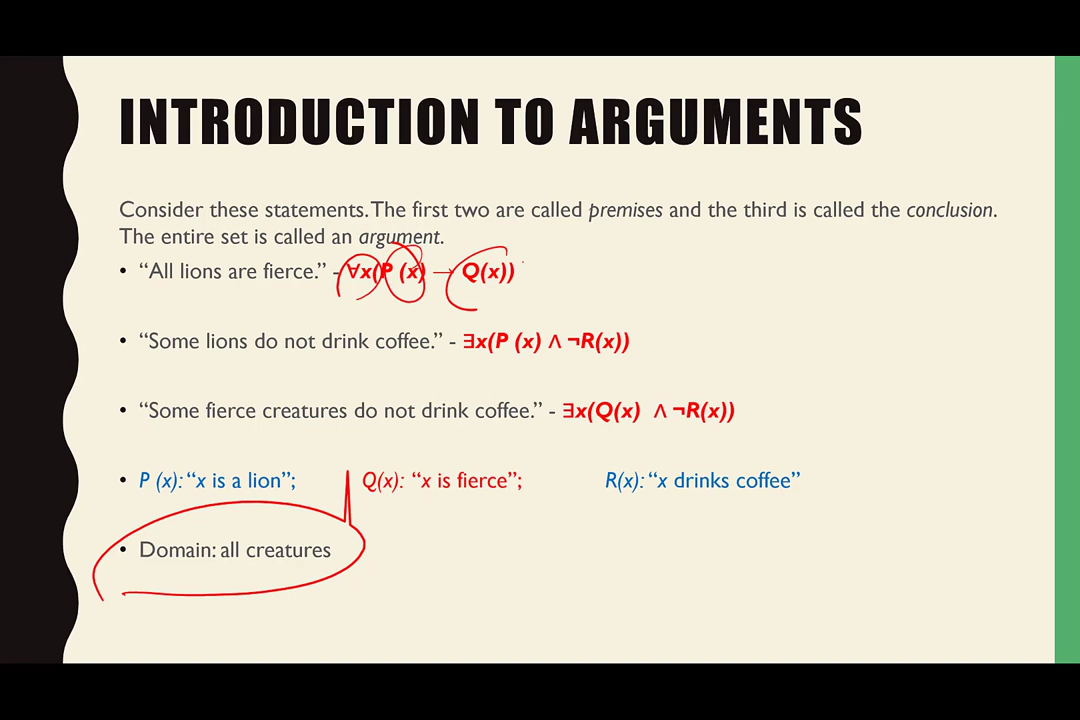 INTRODUCTION TO ARGUMENTS
Consider these statements. The first two are called premises and the third is called the conclusion.
The entire set is called an argument.
• “All lions are fierce.” - ∀x(P (x) → Q(x))
• “Some lions do not drink coffee.” - ∃x(P (x) ∧ ¬R(x))
• “Some fierce creatures do not drink coffee.” - ∃x(Q(x) ∧ ¬R(x))
• P (x): “x is a lion”; Q(x): “x is fierce”; R(x): “x drinks coffee”
• Domain: all creatures